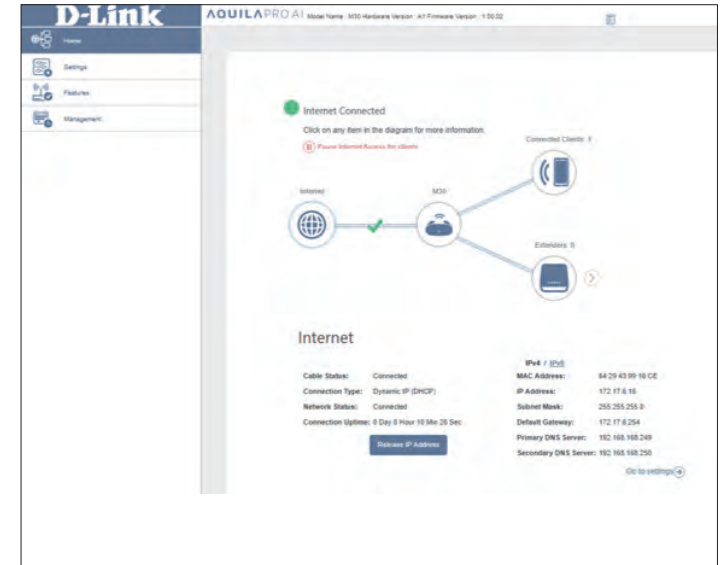 D-Link
AQUILA PRO AI Model Name : M30 Hardware Version : A1 Firmware Version : 1.00.02
Home
Settings
Features
Management
Internet Connected
Click on any item in the diagram for more information.
Pause Internet Access for clients
Connected Clients: 1
Internet
M30
Extenders: 0
Internet
IPv4 / IPv6
Cable Status: Connected
MAC Address: 64:29:43:99:16:CE
Connection Type: Dynamic IP (DHCP)
IP Address: 172.17.6.16
Network Status: Connected
Subnet Mask: 255.255.255.0
Connection Uptime: 0 Day 0 Hour 10 Min 28 Sec
Default Gateway: 172.17.6.254
Release IP Address
Primary DNS Server: 192.168.168.249
Secondary DNS Server: 192.168.168.250
Go to settings